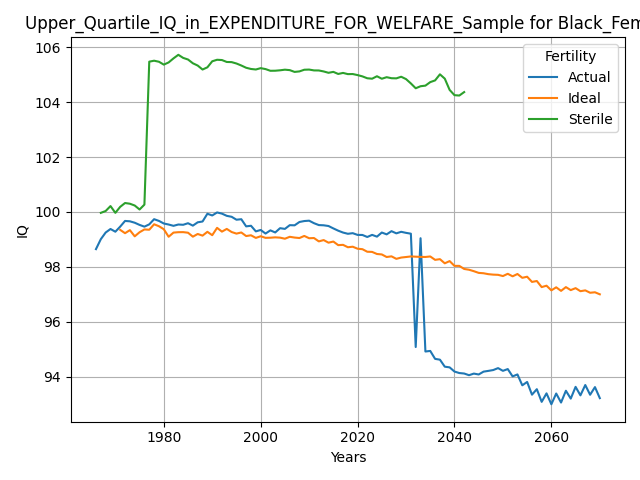 Upper_Quartile_IQ_in_EXPENDITURE_FOR_WELFARE_Sample for Black_Fem
Fertility
Actual
Ideal
Sterile
IQ
106
104
102
100
98
96
94
1980
2000
2020
2040
2060
Years